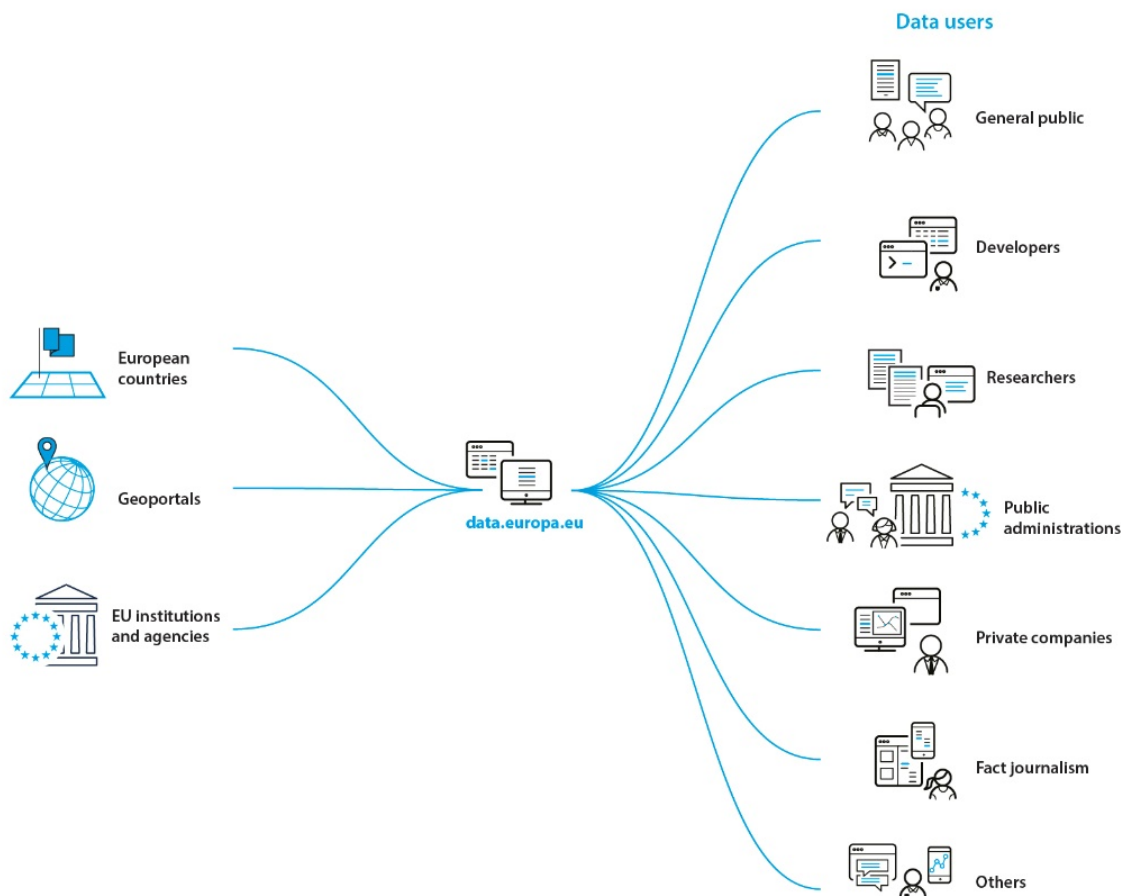 Data users
General public
Developers
European
countries
Researchers
Geoportals
data.europa.eu
Public
administrations
EU institutions
and agencies
Private companies
Fact journalism
Others